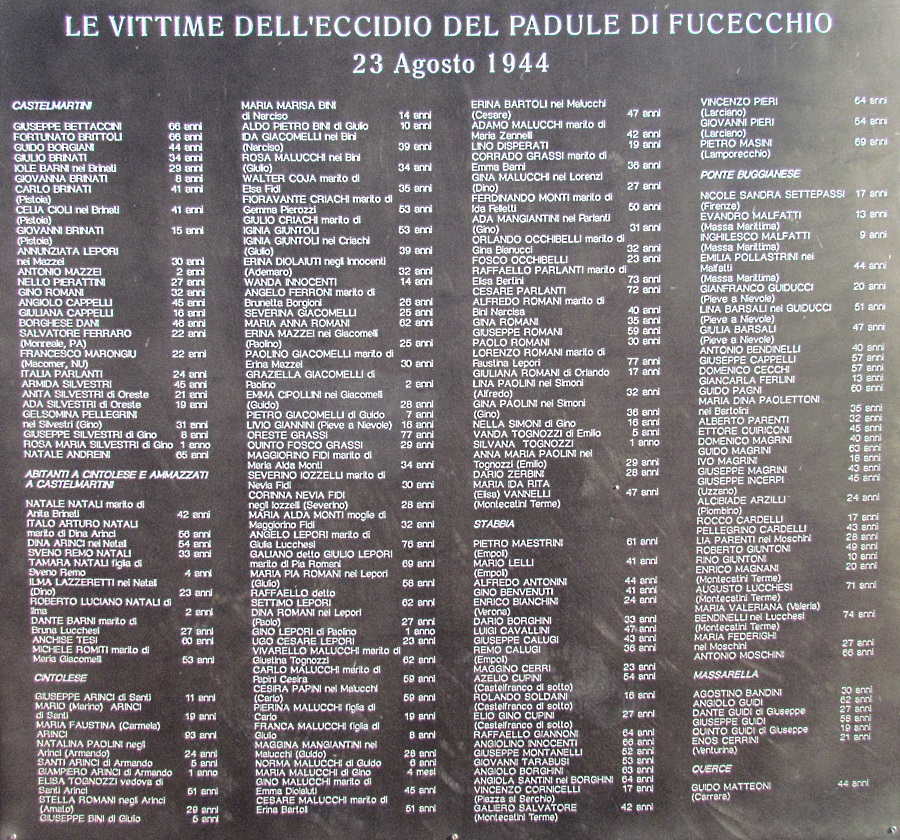 LE VITTIME DELL'ECCIDIO DEL PADULE DI FUCECCHIO
23 Agosto 1944
CASTELMARTINI
GIUSEPPE BETTACCINI 66 anni
FORTUNATO BRITTOLI 66 anni
GUIDO BORGIANI 44 anni
GIULIO BRINATI 34 anni
IOLE BARNI nei Brinati 29 anni
GIOVANNA BRINATI 8 anni
CARLO BRINATI 41 anni
(Pistoia)
CELIA CIOLI nei Brinati 41 anni
(Pistoia)
GIOVANNI BRINATI 15 anni
(Pistoia)
ANNUNZIATA LEPORI
nei Mazzei 30 anni
ANTONIO MAZZEI 2 anni
NELLO PIERATTINI 27 anni
GINO ROMANI 32 anni
ANGIOLO CAPPELLI 45 anni
GIULIANA CAPPELLI 16 anni
BORGHESE DANI 46 anni
SALVATORE FERRARO 22 anni
(Monreale, PA)
FRANCESCO MARONGIU 22 anni
(Macomer, NU)
ITALIA PARLANTI 24 anni
ARMIDA SILVESTRI 45 anni
ANITA SILVESTRI di Oreste 21 anni
ADA SILVESTRI di Oreste 19 anni
GELSOMINA PELLEGRINI
nei Silvestri (Gino) 31 anni
GIUSEPPE SILVESTRI di Gino 8 anni
ROSA MARIA SILVESTRI di Gino 1 anno
NATALE ANDREINI 65 anni
ABITANTI A CINTOLESE E AMMAZZATI
A CASTELMARTINI
NATALE NATALI marito di
Anita Brinati 42 anni
ITALO ARTURO NATALI
marito di Dina Arinci 56 anni
DINA ARINCI nei Natali 54 anni
SVENO REMO NATALI 33 anni
TAMARA NATALI figlia di
Sveno Remo 4 anni
ILMA LAZZERETTI nei Natali
(Dino) 23 anni
ROBERTO LUCIANO NATALI di
Ilma 2 anni
DANTE BARNI marito di
Bruna Lucchesi 27 anni
ANCHISE TESI 60 anni
MICHELE ROMITI marito di
Maria Giacomelli 53 anni
CINTOLESE
GIUSEPPE ARINCI di Santi 11 anni
MARIO (Marino) ARINCI
di Santi 19 anni
MARIA FAUSTINA (Carmela)
ARINCI 93 anni
NATALINA PAOLINI negli
Arinci (Armando) 24 anni
SANTI ARINCI di Armando 5 anni
GIAMPERO ARINCI di Armando 1 anno
ELISA TOGNOZZI vedova di
Santi Arinci 51 anni
STELLA ROMANI negli Arinci
(Amato) 29 anni
GIUSEPPE BINI di Giulo 5 anni
MARIA MARISA BINI
di Narciso 14 anni
ALDO PIETRO BINI di Giulio 10 anni
IDA GIACOMELLI nei Bini
(Narciso) 39 anni
ROSA MALUCCHI nei Bini
(Giulio) 34 anni
WALTER COJA marito di
Elsa Fidi 35 anni
FIORAVANTE CRIACHI marito di
Gemma Pierozzi 53 anni
GIULIO CRIACHI marito di
IGINIA GIUNTOLI 53 anni
IGINIA GIUNTOLI nei Criachi
(Giulio) 39 anni
ERINA DIOLAIUTI negli Innocenti
(Ademaro) 32 anni
WANDA INNOCENTI 14 anni
ANGELO FERRONI marito di
Brunetta Borgioni 26 anni
SEVERINA GIACOMELLI 25 anni
MARIA ANNA ROMANI 62 anni
ERINA MAZZEI nei Giacomelli
(Paolino) 25 anni
PAOLINO GIACOMELLI marito di
Erina Mazzei 30 anni
GRAZELLA GIACOMELLI di
Paolino 2 anni
EMMA CIPOLLINI nei Giacomelli
(Guido) 28 anni
PIETRO GIACOMELLI di Guido 7 anni
LIVIO GIANNINI (Pieve a Nievole) 16 anni
ORESTE GRASSI 77 anni
QUINTO FOSCO GRASSI 29 anni
MAGGIORINO FIDI marito di
Maria Alda Monti 34 anni
SEVERINO IOZZELLI marito di
Nevia Fidi 30 anni
CORINNA NEVIA FIDI
negli Iozzelli (Severino) 28 anni
MARIA ALDA MONTI moglie di
Maggiorino Fidi 32 anni
ANGELO LEPORI marito di
Giulia Lucchesi 76 anni
GALIANO detto GIULIO LEPORI
marito di Pia Romani 69 anni
MARIA PIA ROMANI nei Lepori
(Giulio) 58 anni
RAFFAELLO detto
SETTIMO LEPORI 62 anni
DINA ROMANI nei Lepori
(Paolo) 27 anni
GINO LEPORI di Paolino 1 anno
UGO CESARE LEPORI 23 anni
VIVARELLO MALUCCHI marito di
Giustina Tognozzi 62 anni
CARLO MALUCCHI marito di
Papini Cesira 59 anni
CESIRA PAPINI nei Malucchi
(Carlo) 59 anni
PIERINA MALUCCHI figlia di
Carlo 19 anni
FRANCA MALUCCHI figlia di
Giulio 8 anni
MAGGINA MANGIANTINI nei
Malucchi (Guido) 28 anni
NORMA MALUCCHI di Guido 6 anni
MARIA MALUCCHI di Gino 4 mesi
GINO MALUCCHI marito di
Emma Diolaiuti 45 anni
CESARE MALUCCHI marito di
Erina Bartoli 51 anni
ERINA BARTOLI nei Malucchi
(Cesare) 47 anni
ADAMO MALUCCHI marito di
Maria Zannelli 42 anni
LINO DISPERATI 19 anni
CORRADO GRASSI marito di
Emma Barni 36 anni
GINA MALUCCHI nei Lorenzi
(Dino) 27 anni
FERDINANDO MONTI marito di
Ida Felletti 50 anni
ADA MANGIANTINI nei Parlanti
(Gino) 31 anni
ORLANDO OCCHIBELLI marito di
Gina Bianucci 32 anni
FOSCO OCCHIBELLI 23 anni
RAFFAELLO PARLANTI marito di
Elisa Bertini 73 anni
CESARE PARLANTI 72 anni
ALFREDO ROMANI marito di
Bini Narcisa 40 anni
GINA ROMANI 35 anni
GIUSEPPE ROMANI 59 anni
PAOLO ROMANI 30 anni
LORENZO ROMANI marito di
Faustina Lepori 77 anni
GIULIANA ROMANI di Orlando 17 anni
LINA PAOLINI nei Simoni
(Alfredo) 32 anni
GINA PAOLINI nei Simoni
(Gino) 36 anni
NELLA SIMONI di Gino 16 anni
VANDA TOGNOZZI di Emilo 5 anni
SILVANA TOGNOZZI 1 anno
ANNA MARIA PAOLINI nei
Tognozzi (Emilio) 29 anni
DARIO ZERBINI 28 anni
MARIA IDA RITA
(Elisa) VANNELLI 47 anni
(Montecatini Terme)
STABBIA
PIETRO MAESTRINI 61 anni
(Empoli)
MARIO LELLI 41 anni
(Empoli)
ALFREDO ANTONINI 44 anni
GINO BENVENUTI 41 anni
ENRICO BIANCHINI 24 anni
(Verona)
DARIO BORGHINI 33 anni
LUIGI CAVALLINI 47 anni
GIUSEPPE CALUGI 43 anni
REMO CALUGI 36 anni
(Empoli)
MAGGINO CERRI 23 anni
AZELIO CUPINI 54 anni
(Castelfranco di sotto)
ROLANDO SOLDAINI 16 anni
(Castelfranco di sotto)
ELIO GINO CUPINI 27 anni
(Castelfranco di sotto)
RAFFAELLO GIANNONI 64 anni
ANGIOLINO INNOCENTI 66 anni
GIUSEPPE MONTANELLI 52 anni
GIOVANNI TARABUSI 53 anni
ANGIOLO BORGHINI 63 anni
ANGIOLA SANTINI nei BORGHINI 64 anni
VINCENZO CORNICELLI 17 anni
(Piazza al Serchio)
GALIERO SALVATORE 42 anni
(Montecatini Terme)
VINCENZO PIERI 64 anni
(Larciano)
GIOVANNI PIERI 54 anni
(Larciano)
PIETRO MASINI 69 anni
(Lamporecchio)
PONTE BUGGIANESE
NICOLE SANDRA SETTEPASSI 17 anni
(Firenze)
EVANDRO MALFATTI 13 anni
(Massa Marittima)
INGHILESCO MALFATTI 9 anni
(Massa Marittima)
EMILIA POLLASTRINI nei
Malfatti 44 anni
(Massa Marittima)
GIANFRANCO GUIDUCCI 20 anni
(Pieve a Nievole)
LINA BARSALI nei GUIDUCCI 51 anni
(Pieve a Nievole)
GIULIA BARSALI 47 anni
(Pieve a Nievole)
ANTONIO BENDINELLI 40 anni
GIUSEPPE CAPPELLI 57 anni
DOMENICO CECCHI 57 anni
GIANCARLA FERLINI 13 anni
GUIDO PAGNI 60 anni
MARIA DINA PAOLETTONI
nei Bartolini 35 anni
ALBERTO PARENTI 32 anni
ETTORE QUIRICONI 45 anni
DOMENICO MAGRINI 40 anni
GUIDO MAGRINI 63 anni
IVO MAGRINI 18 anni
GIUSEPPE MAGRINI 43 anni
GIUSEPPE INCERPI 45 anni
(Uzzano)
ALCIBIADE ARZILLI 24 anni
(Piombino)
ROCCO CARDELLI 17 anni
PELLEGRINO CARDELLI 43 anni
LIA PARENTI nei Moschini 28 anni
ROBERTO GIUNTONI 49 anni
RINO GIUNTONI 10 anni
ENRICO MAGNANI 20 anni
(Montecatini Terme)
AUGUSTO LUCCHESI 71 anni
(Montecatini Terme)
MARIA VALERIANA (Valeria)
BENDINELLI nei Lucchesi 74 anni
(Montecatini Terme)
MARIA FEDERIGHI
nei Moschini 27 anni
ANTONIO MOSCHINI 66 anni
MASSARELLA
AGOSTINO BANDINI 30 anni
ANGIOLO GUIDI 62 anni
DANTE GUIDI di Giuseppe 27 anni
GIUSEPPE GUIDI 58 anni
QUINTO GUIDI di Giuseppe 19 anni
ENOS CERRINI 21 anni
(Venturina)
QUERCE
GUIDO MATTEONI 44 anni
(Carrara)